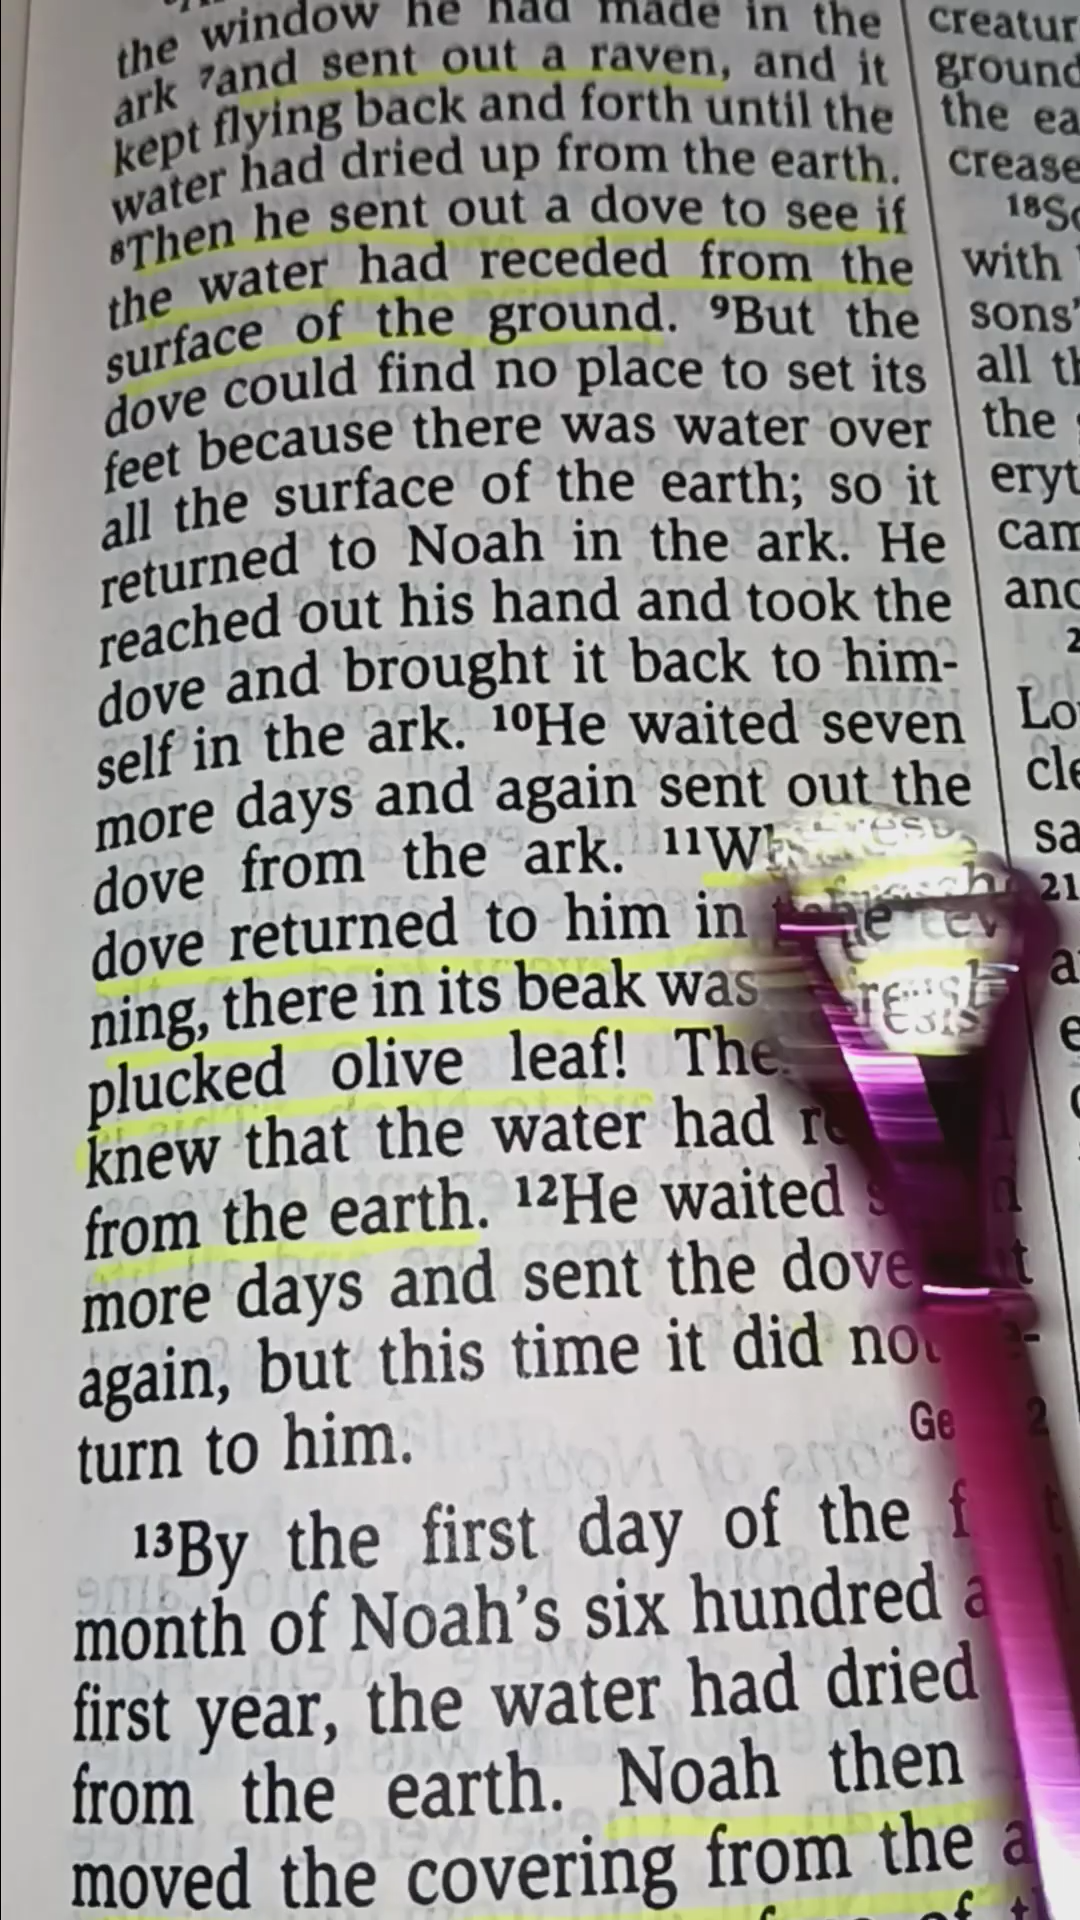 the window he had made in the
ark ⁷and sent out a raven, and it
kept flying back and forth until the
water had dried up from the earth.
⁸Then he sent out a dove to see if
the water had receded from the
surface of the ground. ⁹But the
dove could find no place to set its
feet because there was water over
all the surface of the earth; so it
returned to Noah in the ark. He
reached out his hand and took the
dove and brought it back to him-
self in the ark. ¹⁰He waited seven
more days and again sent out the
dove from the ark. ¹¹
dove returned to him in
ning, there in its beak was
plucked olive leaf!
knew that the water had
from the earth. ¹²He waited
more days and sent the dove
again, but this time it did
turn to him.
¹³By the first day of the
month of Noah's six hundred
first year, the water had dried
from the earth. Noah then
moved the covering from the
ground
the
18
with
sons'
all
the
21